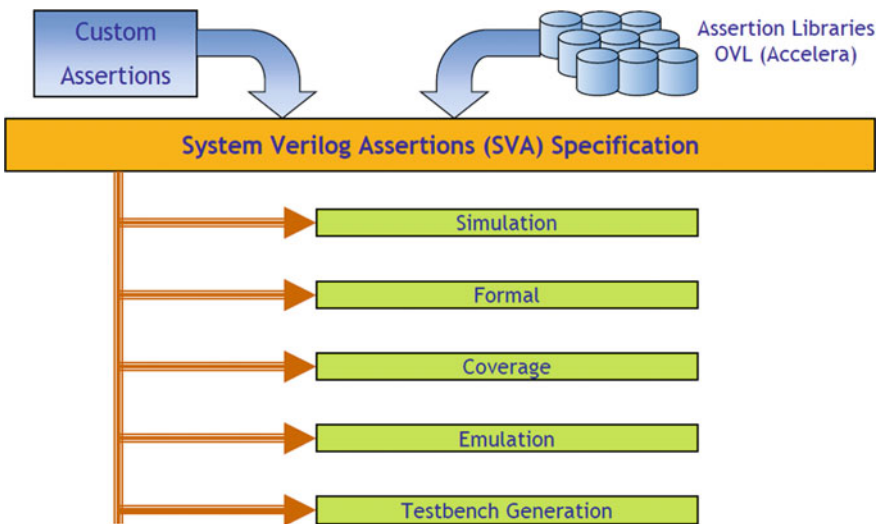 Custom
Assertions
Assertion Libraries
OVL (Accelera)
System Verilog Assertions (SVA) Specification
Simulation
Formal
Coverage
Emulation
Testbench Generation